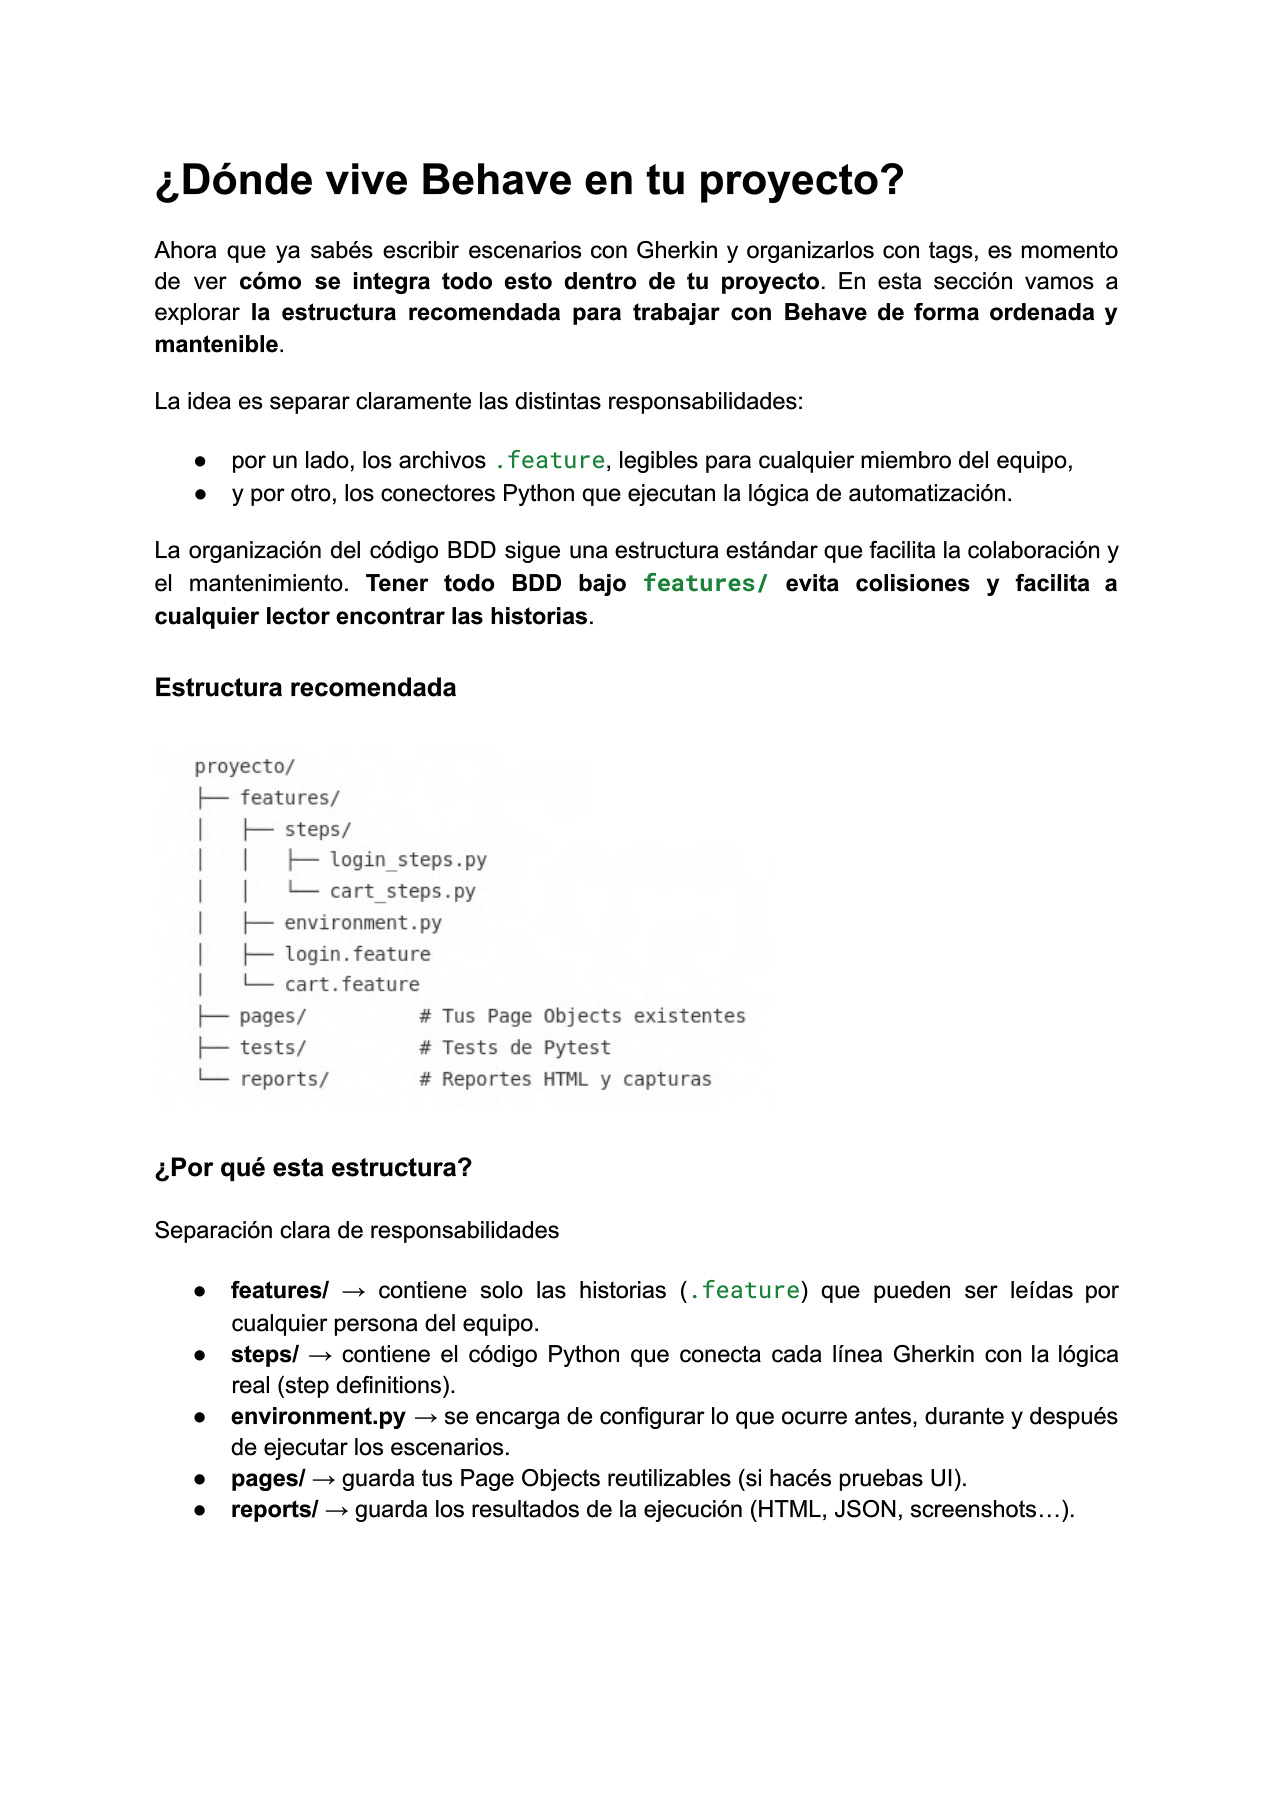 ¿Dónde vive Behave en tu proyecto?
Ahora que ya sabés escribir escenarios con Gherkin y organizarlos con tags, es momento
de ver cómo se integra todo esto dentro de tu proyecto. En esta sección vamos a
explorar la estructura recomendada para trabajar con Behave de forma ordenada y
mantenible.
La idea es separar claramente las distintas responsabilidades:
● por un lado, los archivos .feature, legibles para cualquier miembro del equipo,
● y por otro, los conectores Python que ejecutan la lógica de automatización.
La organización del código BDD sigue una estructura estándar que facilita la colaboración y
el mantenimiento. Tener todo BDD bajo features/ evita colisiones y facilita a
cualquier lector encontrar las historias.
Estructura recomendada
proyecto/
├── features/
│   ├── steps/
│   │   ├── login_steps.py
│   │   └── cart_steps.py
│   ├── environment.py
│   ├── login.feature
│   └── cart.feature
├── pages/          # Tus Page Objects existentes
├── tests/          # Tests de Pytest
└── reports/        # Reportes HTML y capturas
¿Por qué esta estructura?
Separación clara de responsabilidades
● features/ → contiene solo las historias (.feature) que pueden ser leídas por
cualquier persona del equipo.
● steps/ → contiene el código Python que conecta cada línea Gherkin con la lógica
real (step definitions).
● environment.py → se encarga de configurar lo que ocurre antes, durante y después
de ejecutar los escenarios.
● pages/ → guarda tus Page Objects reutilizables (si hacés pruebas UI).
● reports/ → guarda los resultados de la ejecución (HTML, JSON, screenshots…).